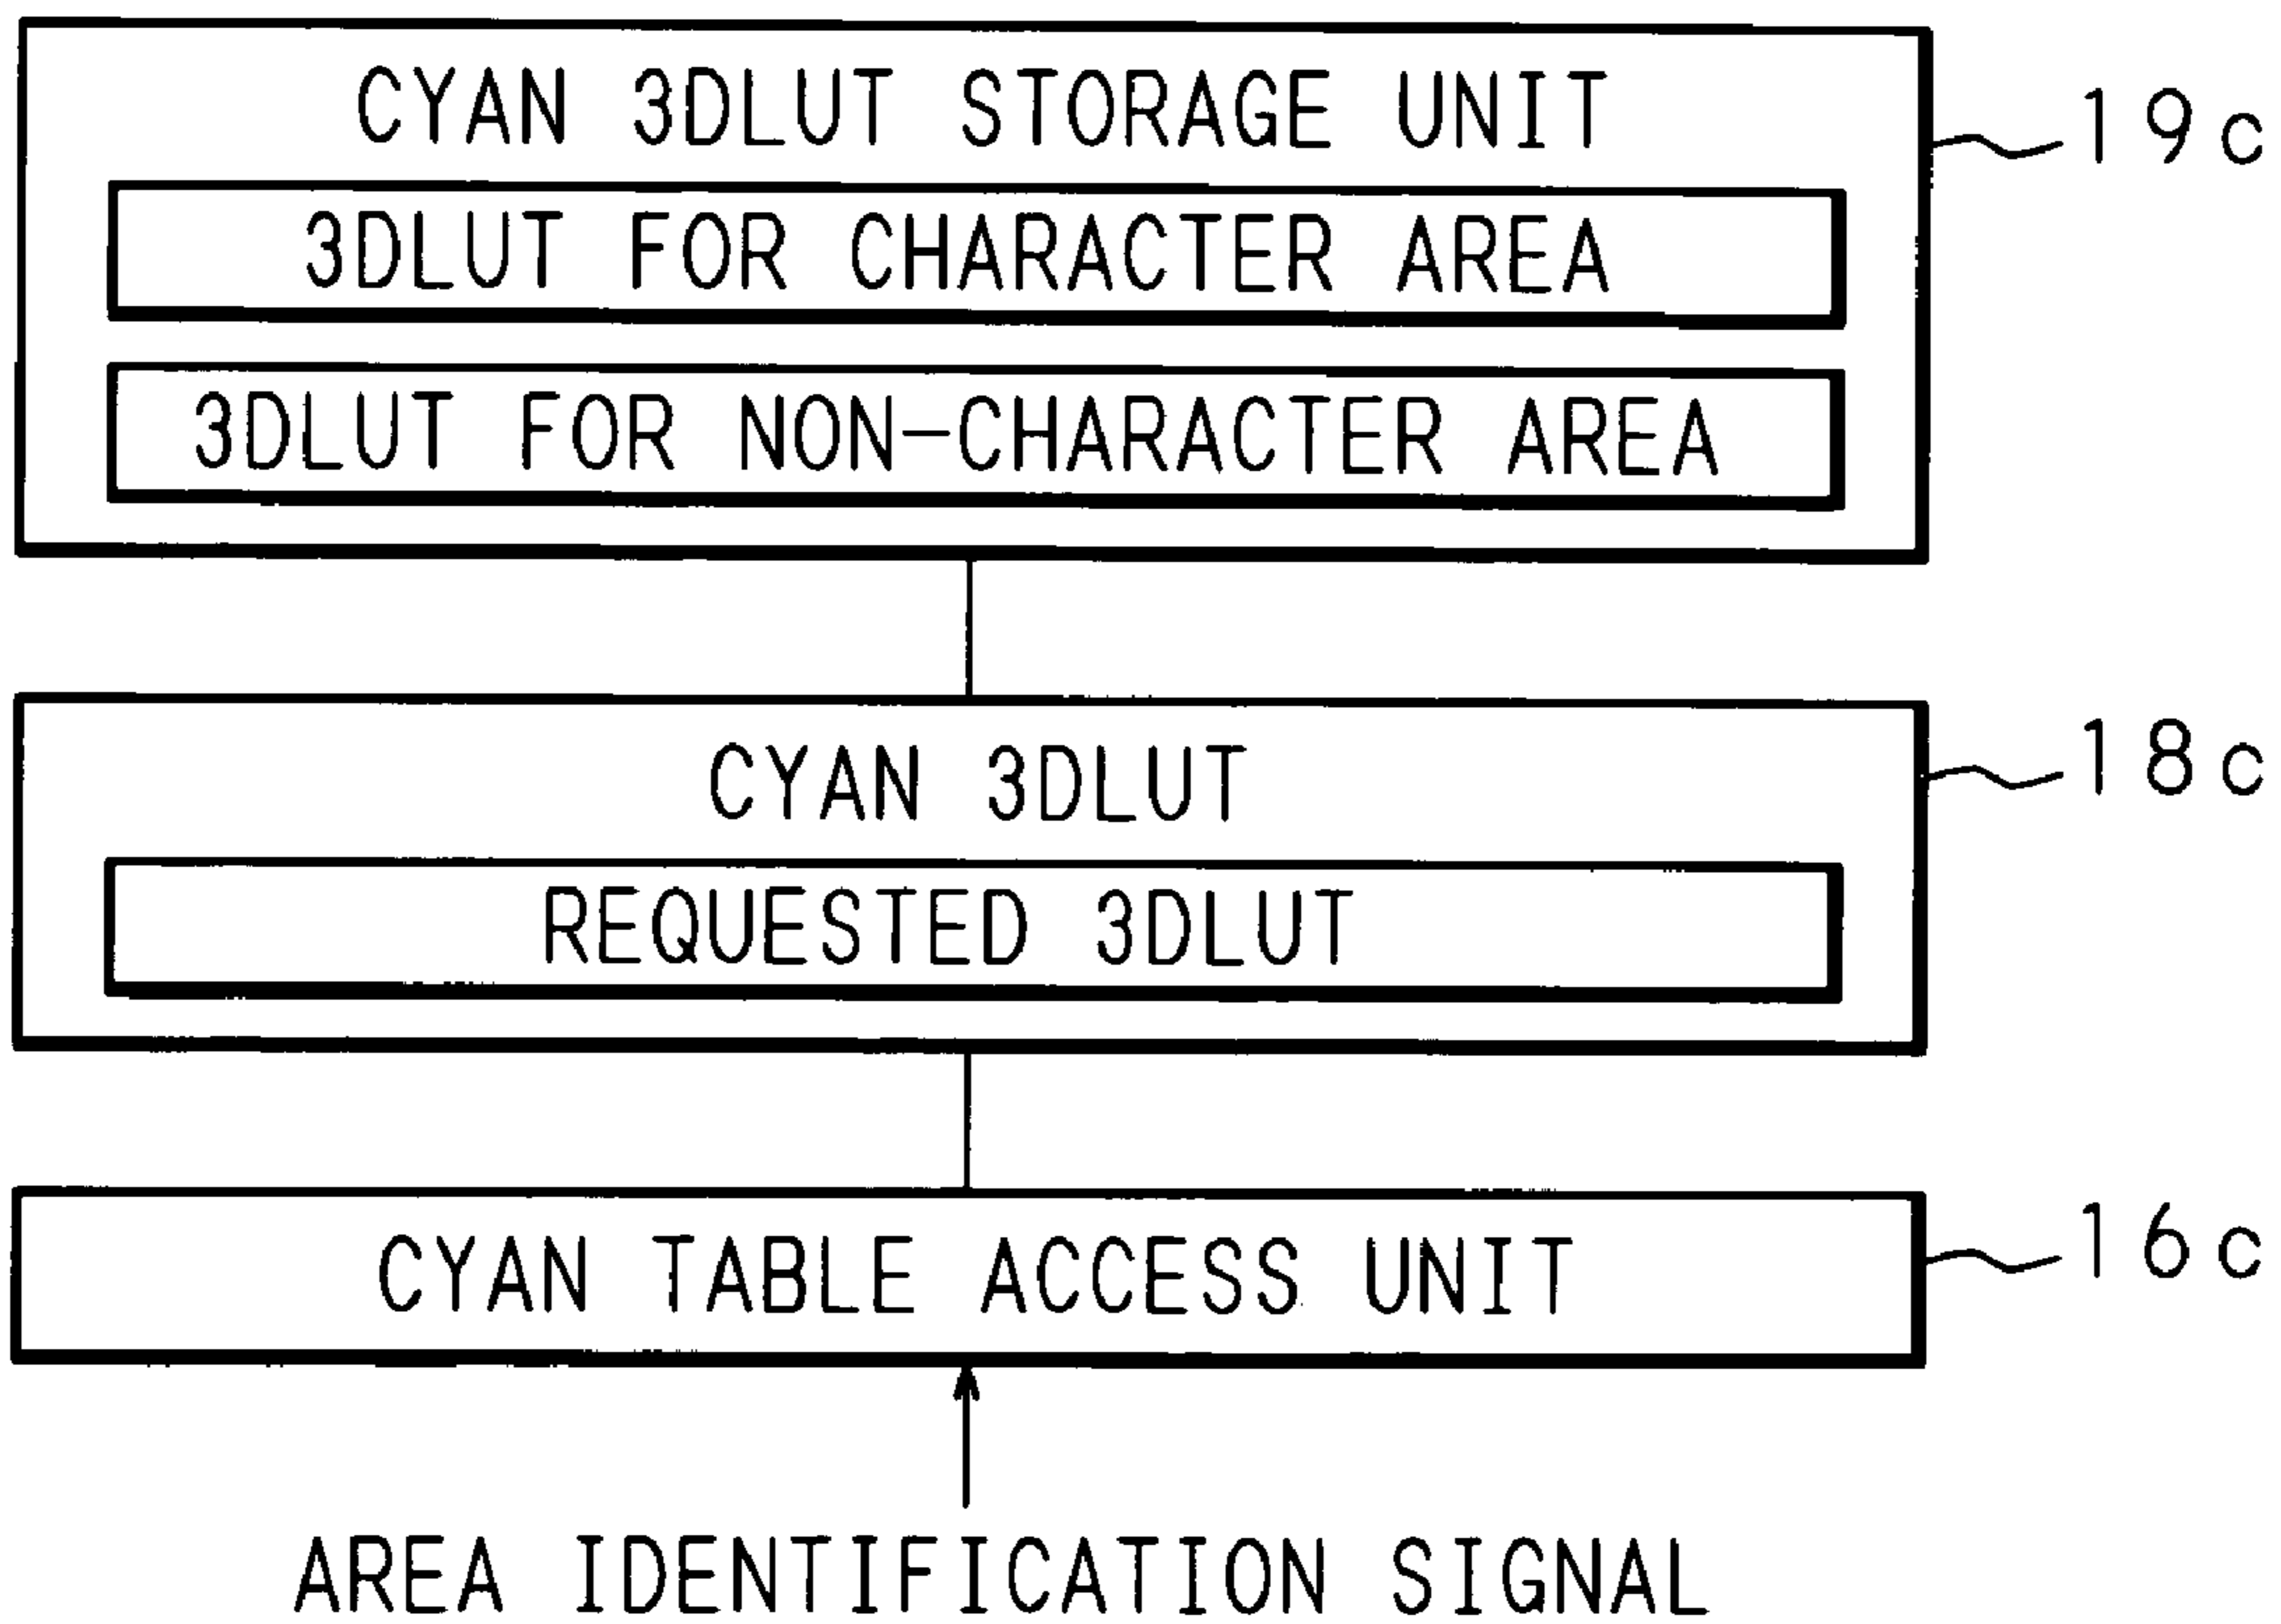 CYAN 3DLUT STORAGE UNIT
19c
3DLUT FOR CHARACTER AREA
3DLUT FOR NON-CHARACTER AREA
CYAN 3DLUT
18c
REQUESTED 3DLUT
CYAN TABLE ACCESS UNIT
16c
AREA IDENTIFICATION SIGNAL